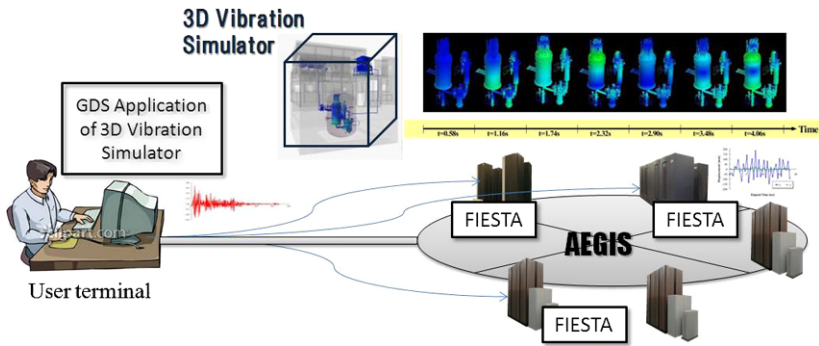 3D Vibration
Simulator
GDS Application
of 3D Vibration
Simulator
t=0.58s t=1.16s t=1.74s t=2.32s t=2.90s t=3.48s t=4.06s Time
FIESTA
FIESTA
AEGIS
FIESTA
User terminal